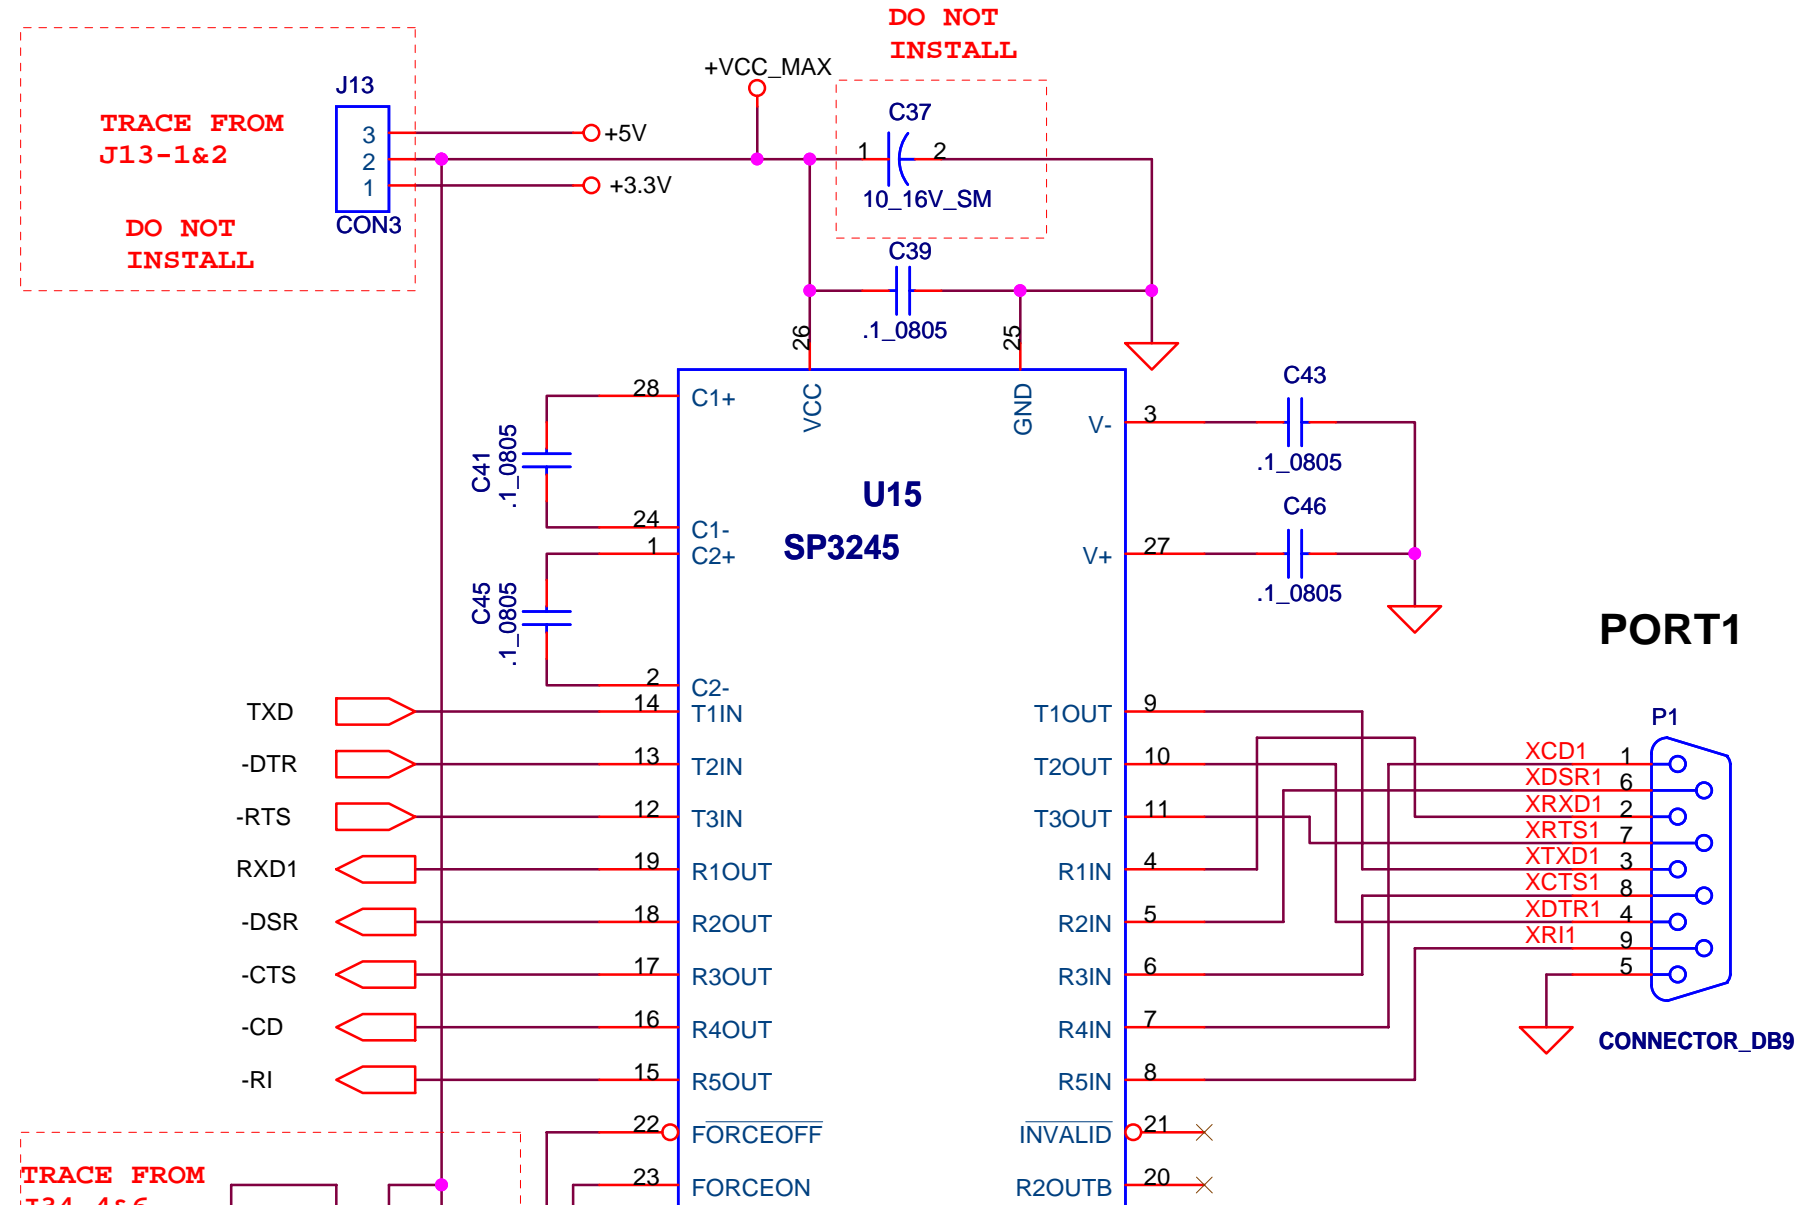 DO NOT
INSTALL
+VCC_MAX
J13
TRACE FROM
J13-1&2
3
2
1
+5V
+3.3V
CON3
DO NOT
INSTALL
C37
1
2
10_16V_SM
C39
.1_0805
26
25
VCC
GND
28
C1+
C41
.1_0805
24
C1-
1
C2+
C45
.1_0805
2
C2-
U15
SP3245
V-
3
C43
.1_0805
V+
27
C46
.1_0805
PORT1
P1
TXD
14
T1IN
T1OUT
9
-DTR
13
T2IN
T2OUT
10
-RTS
12
T3IN
T3OUT
11
RXD1
19
R1OUT
R1IN
4
-DSR
18
R2OUT
R2IN
5
-CTS
17
R3OUT
R3IN
6
-CD
16
R4OUT
R4IN
7
-RI
15
R5OUT
R5IN
8
22
FORCEOFF
INVALID
21
23
FORCEON
R2OUTB
20
XCD1 1
XDSR1 6
XRXD1 2
XRTS1 7
XTXD1 3
XCTS1 8
XDTR1 4
XRI1 9
5
CONNECTOR_DB9
TRACE FROM
J34-4&6